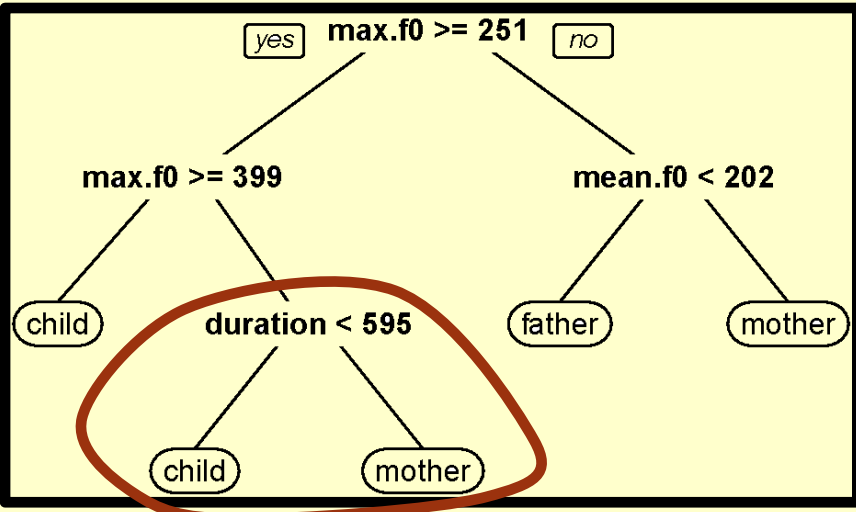 yes max.f0 >= 251 no
max.f0 >= 399 mean.f0 < 202
child duration < 595 father mother
child mother